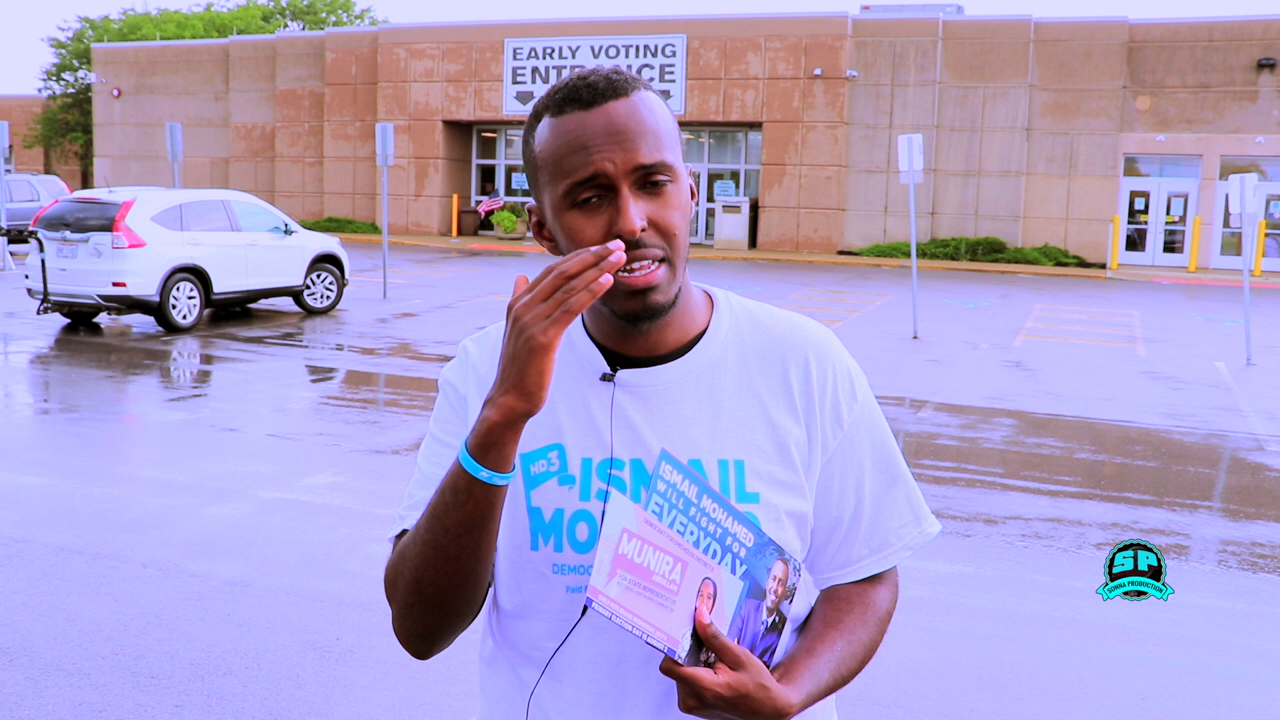 EARLY VOTING
ENTRANCE
HD3
ISMAIL
MO
DEMOC
Paid
ISMAIL MOHAMED
WILL FIGHT FOR
EVERYDAY
MUNIRA
FOR STATE REPRESENTATIVE
SP
SUNNA PRODUCTION